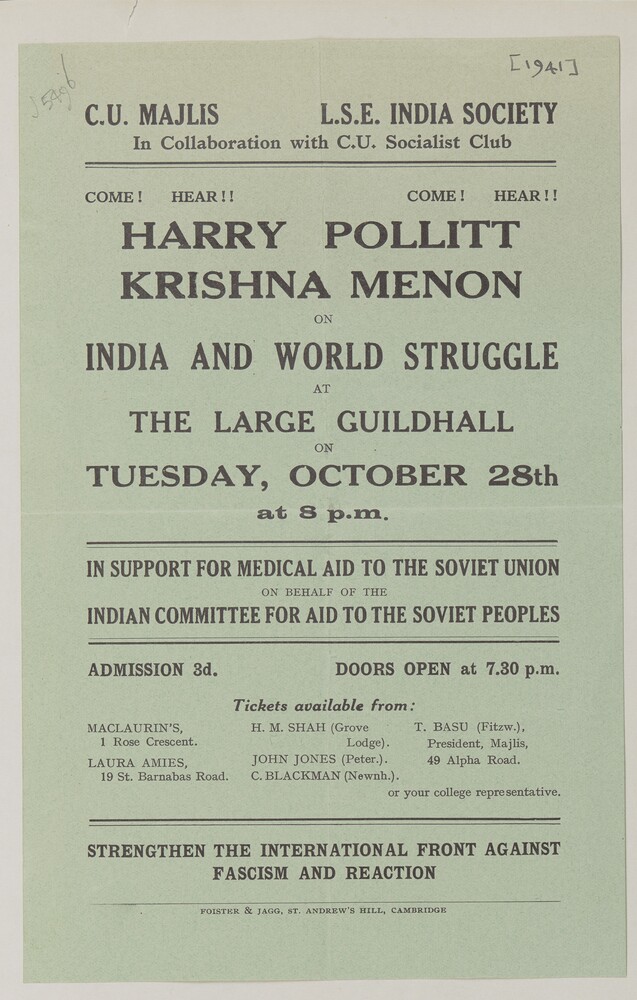 [1941]
C.U. MAJLIS L.S.E. INDIA SOCIETY
In Collaboration with C.U. Socialist Club
COME! HEAR!! COME! HEAR!!
HARRY POLLITT
KRISHNA MENON
ON
INDIA AND WORLD STRUGGLE
AT
THE LARGE GUILDHALL
ON
TUESDAY, OCTOBER 28th
at 8 p.m.
IN SUPPORT FOR MEDICAL AID TO THE SOVIET UNION
ON BEHALF OF THE
INDIAN COMMITTEE FOR AID TO THE SOVIET PEOPLES
ADMISSION 3d. DOORS OPEN at 7.30 p.m.
Tickets available from:
MACLAURIN'S,
1 Rose Crescent.
LAURA AMIES,
19 St. Barnabas Road.
H. M. SHAH (Grove
Lodge).
JOHN JONES (Peter.).
C. BLACKMAN (Newnh.).
T. BASU (Fitzw.),
President, Majlis,
49 Alpha Road.
or your college representative.
STRENGTHEN THE INTERNATIONAL FRONT AGAINST
FASCISM AND REACTION
FOISTER & JAGG, ST. ANDREW'S HILL, CAMBRIDGE